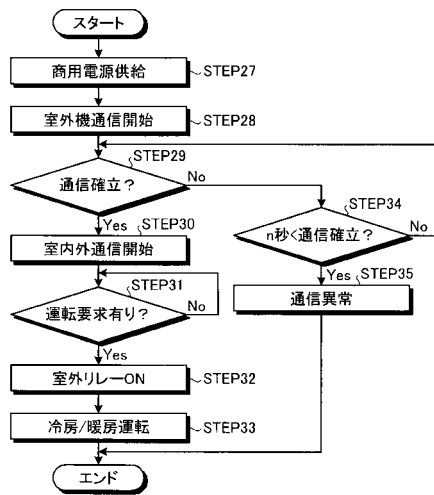 スタート
商用電源供給
STEP27
室外機通信開始
STEP28
STEP29
通信確立？
No
Yes
STEP30
室内外通信開始
STEP31
運転要求有り？
No
Yes
室外リレーON
STEP32
冷房/暖房運転
STEP33
エンド
STEP34
n秒<通信確立？
No
Yes
STEP35
通信異常